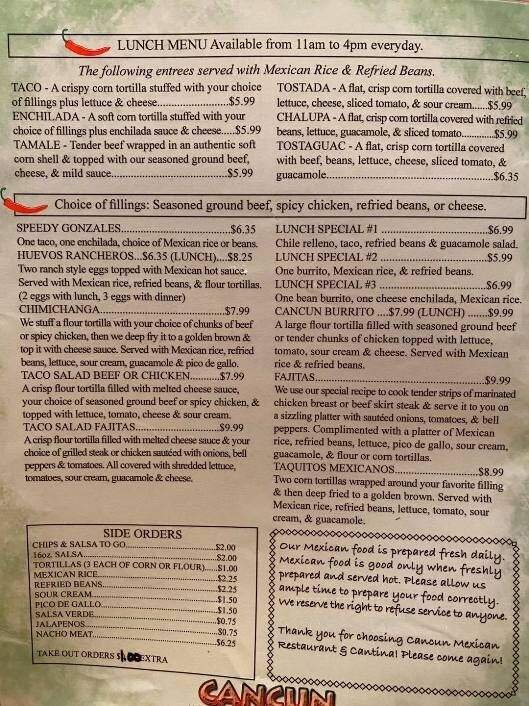 LUNCH MENU Available from 11am to 4pm everyday.
The following entrees served with Mexican Rice & Refried Beans.
TACO - A crispy corn tortilla stuffed with your choice
of fillings plus lettuce & cheese..........................$5.99
ENCHILADA - A soft corn tortilla stuffed with your
choice of fillings plus enchilada sauce & cheese.....$5.99
TAMALE - Tender beef wrapped in an authentic soft
corn shell & topped with our seasoned ground beef,
cheese, & mild sauce...................................$5.99
TOSTADA - A flat, crisp corn tortilla covered with beef,
lettuce, cheese, sliced tomato, & sour cream......$5.99
CHALUPA - A flat, crisp corn tortilla covered with refried
beans, lettuce, guacamole, & sliced tomato............$5.99
TOSTAGUAC - A flat, crisp corn tortilla covered
with beef, beans, lettuce, cheese, sliced tomato, &
guacamole..................................................$6.35
Choice of fillings: Seasoned ground beef, spicy chicken, refried beans, or cheese.
SPEEDY GONZALES...................................$6.35
One taco, one enchilada, choice of Mexican rice or beans.
HUEVOS RANCHEROS...$6.35 (LUNCH)....$8.25
Two ranch style eggs topped with Mexican hot sauce.
Served with Mexican rice, refried beans, & flour tortillas.
(2 eggs with lunch, 3 eggs with dinner)
CHIMICHANGA.......................................$7.99
We stuff a flour tortilla with your choice of chunks of beef
or spicy chicken, then we deep fry it to a golden brown &
top it with cheese sauce. Served with Mexican rice, refried
beans, lettuce, sour cream, guacamole & pico de gallo.
TACO SALAD BEEF OR CHICKEN...............$7.99
A crisp flour tortilla filled with melted cheese sauce,
your choice of seasoned ground beef or spicy chicken, &
topped with lettuce, tomato, cheese & sour cream.
TACO SALAD FAJITAS.............................$9.99
A crisp flour tortilla filled with melted cheese sauce & your
choice of grilled steak or chicken sautéed with onions, bell
peppers & tomatoes. All covered with shredded lettuce,
tomatoes, sour cream, guacamole & cheese.
LUNCH SPECIAL #1 ..............................$6.99
Chile relleno, taco, refried beans & guacamole salad.
LUNCH SPECIAL #2 ..............................$5.99
One burrito, Mexican rice, & refried beans.
LUNCH SPECIAL #3 ..............................$6.99
One bean burrito, one cheese enchilada, Mexican rice.
CANCUN BURRITO ....$7.99 (LUNCH) .......$9.99
A large flour tortilla filled with seasoned ground beef
or tender chunks of chicken topped with lettuce,
tomato, sour cream & cheese. Served with Mexican
rice & refried beans.
FAJITAS..................................................$9.99
We use our special recipe to cook tender strips of marinated
chicken breast or beef skirt steak & serve it to you on
a sizzling platter with sautéed onions, tomatoes, & bell
peppers. Complimented with a platter of Mexican
rice, refried beans, lettuce, pico de gallo, sour cream,
guacamole, & flour or corn tortillas.
TAQUITOS MEXICANOS............................$8.99
Two corn tortillas wrapped around your favorite filling
& then deep fried to a golden brown. Served with
Mexican rice, refried beans, lettuce, tomato, sour
cream, & guacamole.
SIDE ORDERS
CHIPS & SALSA TO GO.......................$2.00
16oz. SALSA......................................$2.00
TORTILLAS (3 EACH OF CORN OR FLOUR)....$1.00
MEXICAN RICE...................................$2.25
REFRIED BEANS.................................$2.25
SOUR CREAM.....................................$1.50
PICO DE GALLO..................................$1.50
SALSA VERDE....................................$0.75
JALAPENOS.......................................$0.75
NACHO MEAT....................................$6.25
TAKE OUT ORDERS $1.00 EXTRA
Our Mexican food is prepared fresh daily.
Mexican food is good only when freshly
prepared and served hot. Please allow us
ample time to prepare your food correctly.
We reserve the right to refuse service to anyone.
Thank you for choosing Cancun Mexican
Restaurant & Cantina! Please come again!
CANCUN